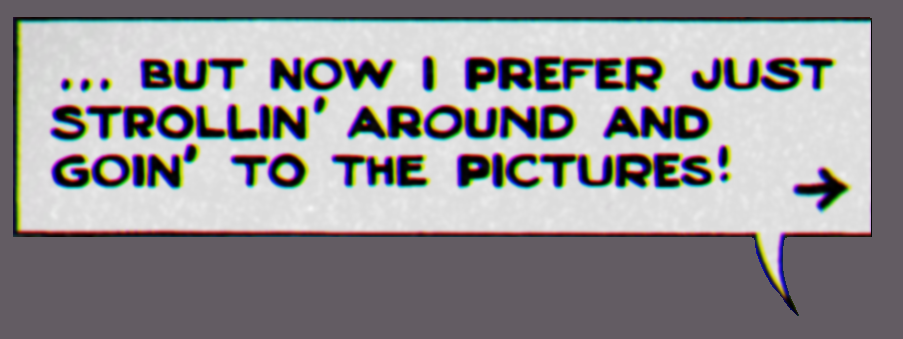 ... BUT NOW I PREFER JUST
STROLLIN' AROUND AND
GOIN' TO THE PICTURES!